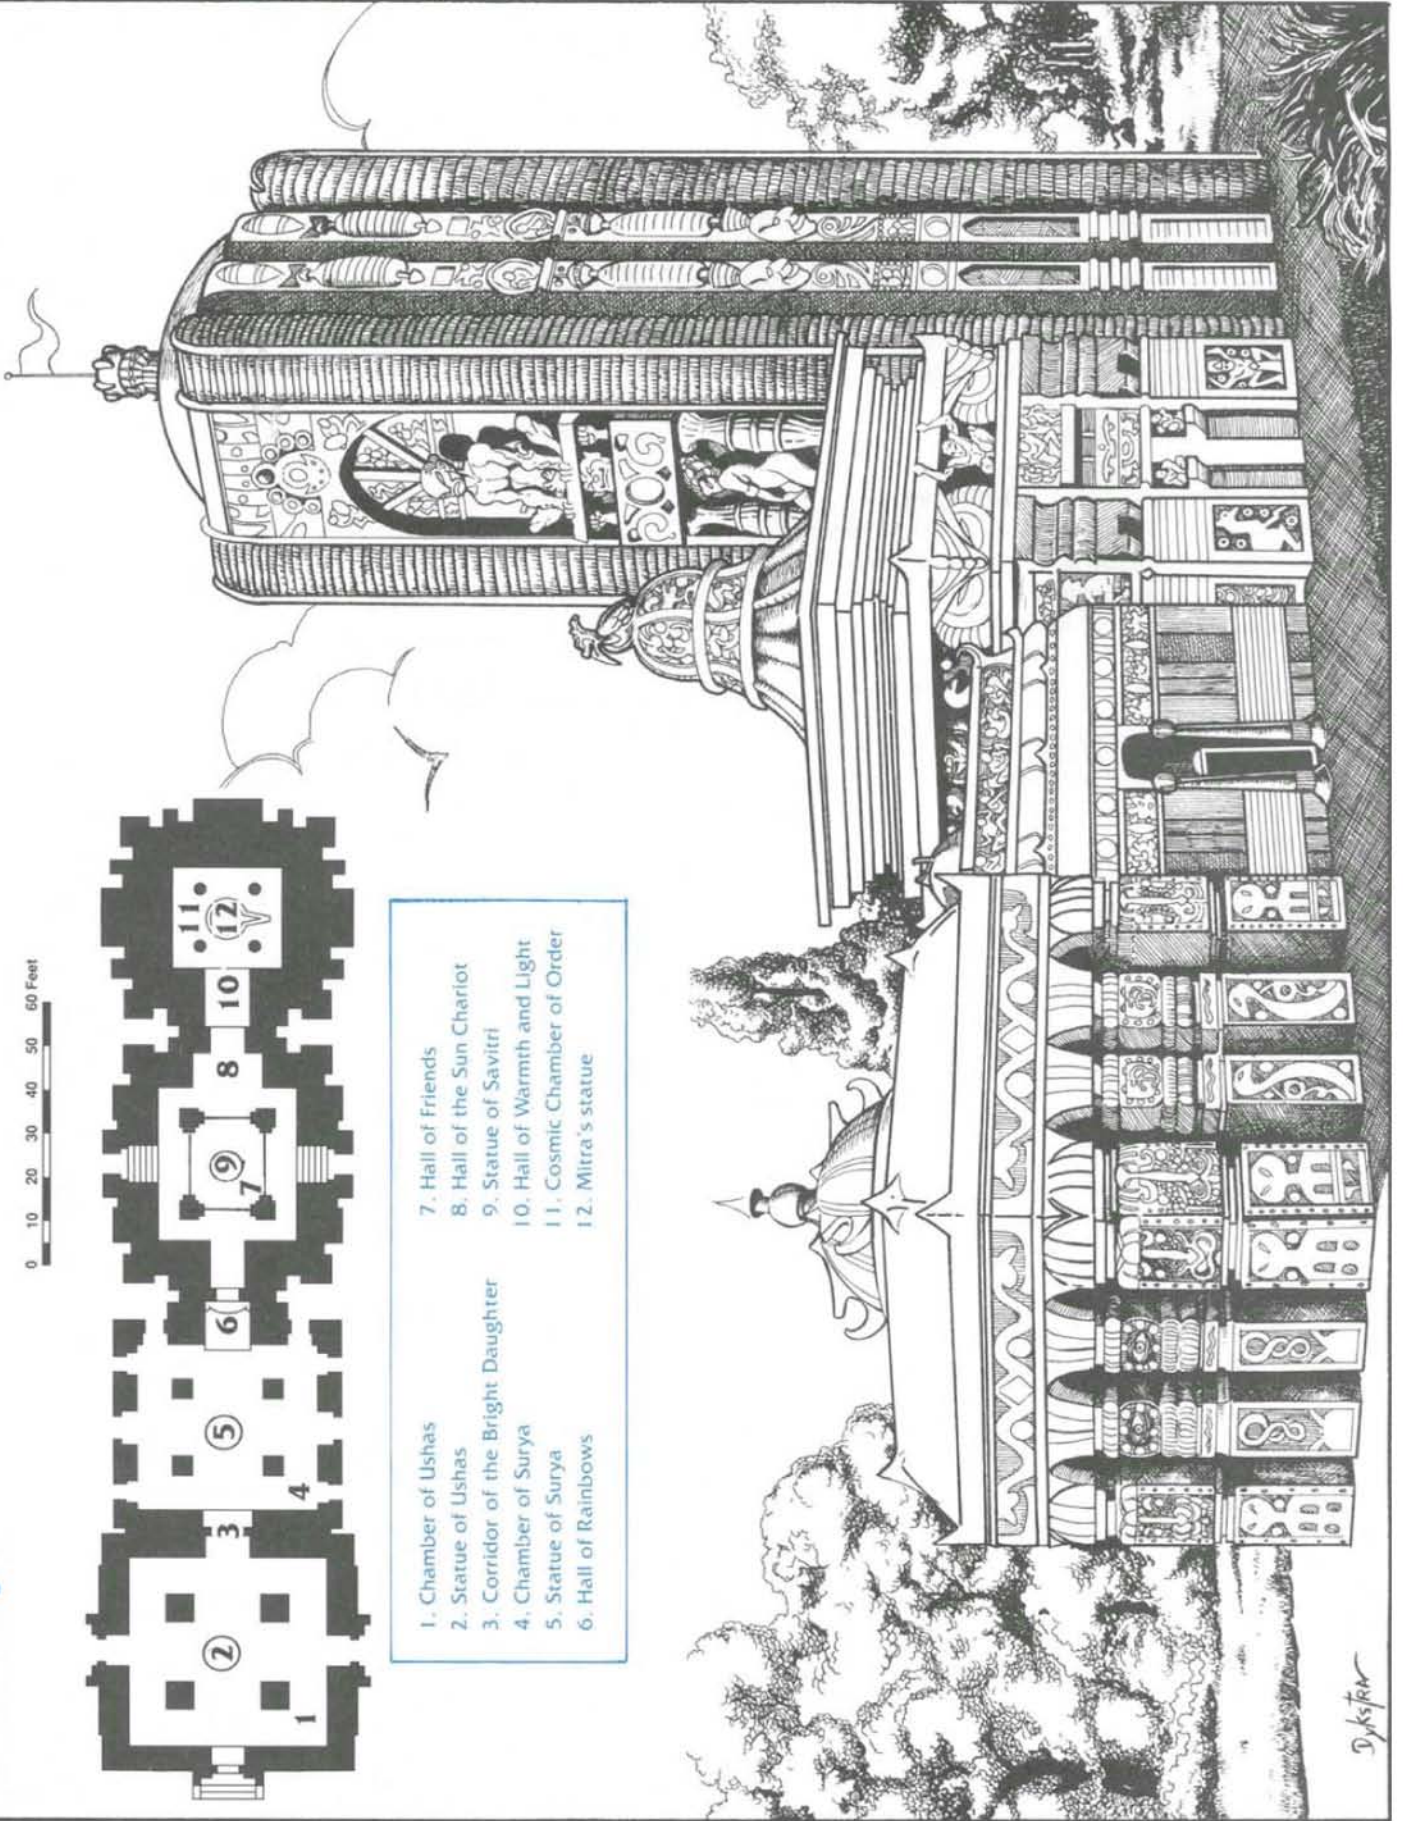 0 10 20 30 40 50 60 Feet
1
2
3
4
5
6
7
8
9
10
11
12
1. Chamber of Ushas
2. Statue of Ushas
3. Corridor of the Bright Daughter
4. Chamber of Surya
5. Statue of Surya
6. Hall of Rainbows
7. Hall of Friends
8. Hall of the Sun Chariot
9. Statue of Savitri
10. Hall of Warmth and Light
11. Cosmic Chamber of Order
12. Mitra's statue
Dykstra